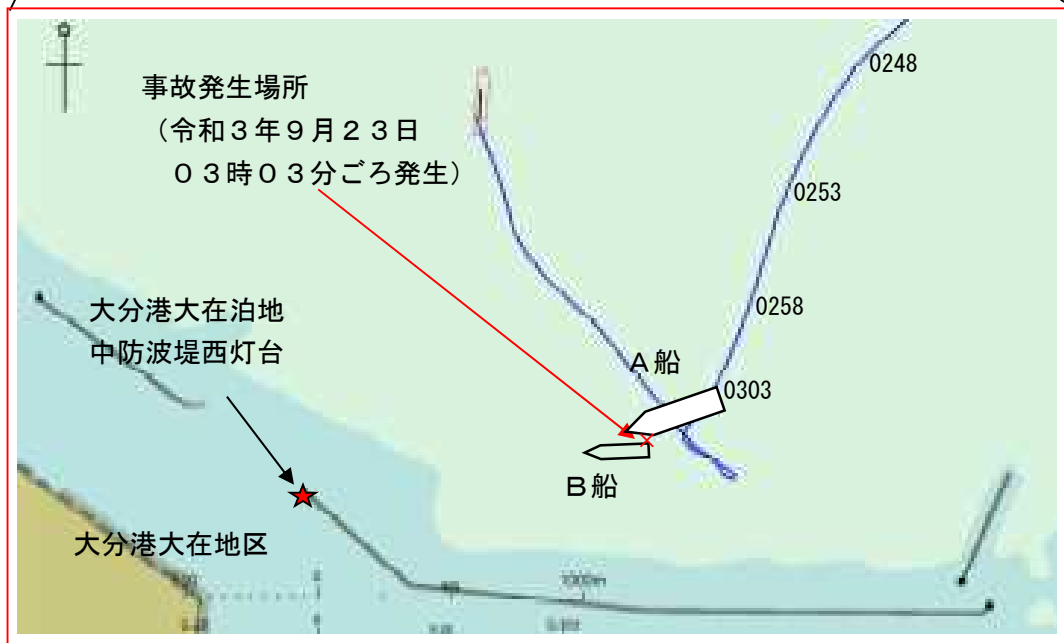 事故発生場所
（令和３年９月２３日
０３時０３分ごろ発生）
0248
0253
大分港大在泊地
中防波堤西灯台
0258
Ａ船
0303
Ｂ船
大分港大在地区
1000m